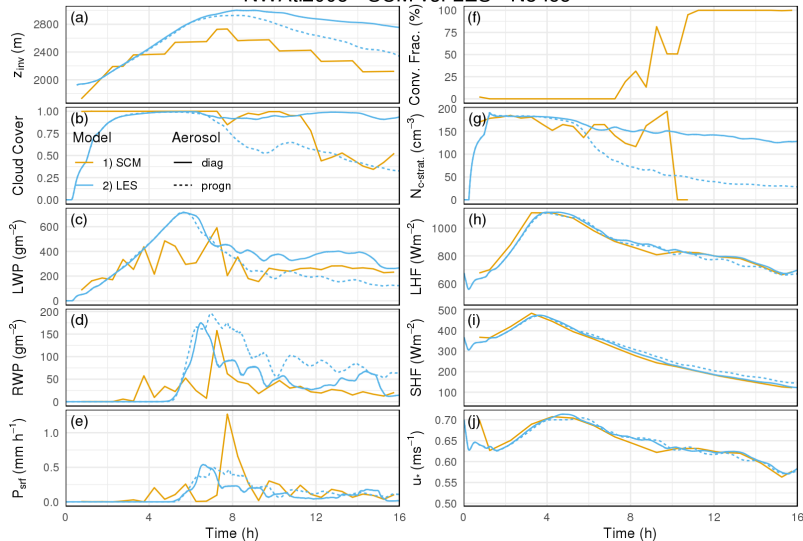 (a)
z_inv (m)
2800
2400
2000
(b)
Cloud Cover
1.00
0.75
0.50
0.25
0.00
Model
1) SCM
2) LES
Aerosol
diag
progn
(c)
LWP (gm⁻²)
800
600
400
200
0
(d)
RWP (gm⁻²)
200
150
100
50
0
(e)
P_srf (mm h⁻¹)
1.0
0.5
0.0
0
4
8
12
16
Time (h)
(f)
Conv. Frac. (%)
100
75
50
25
0
(g)
N_c-strat. (cm⁻³)
200
150
100
50
0
(h)
LHF (Wm⁻²)
1000
800
600
(i)
SHF (Wm⁻²)
500
400
300
200
100
(j)
u* (ms⁻¹)
0.70
0.65
0.60
0.55
0.50
0
4
8
12
16
Time (h)